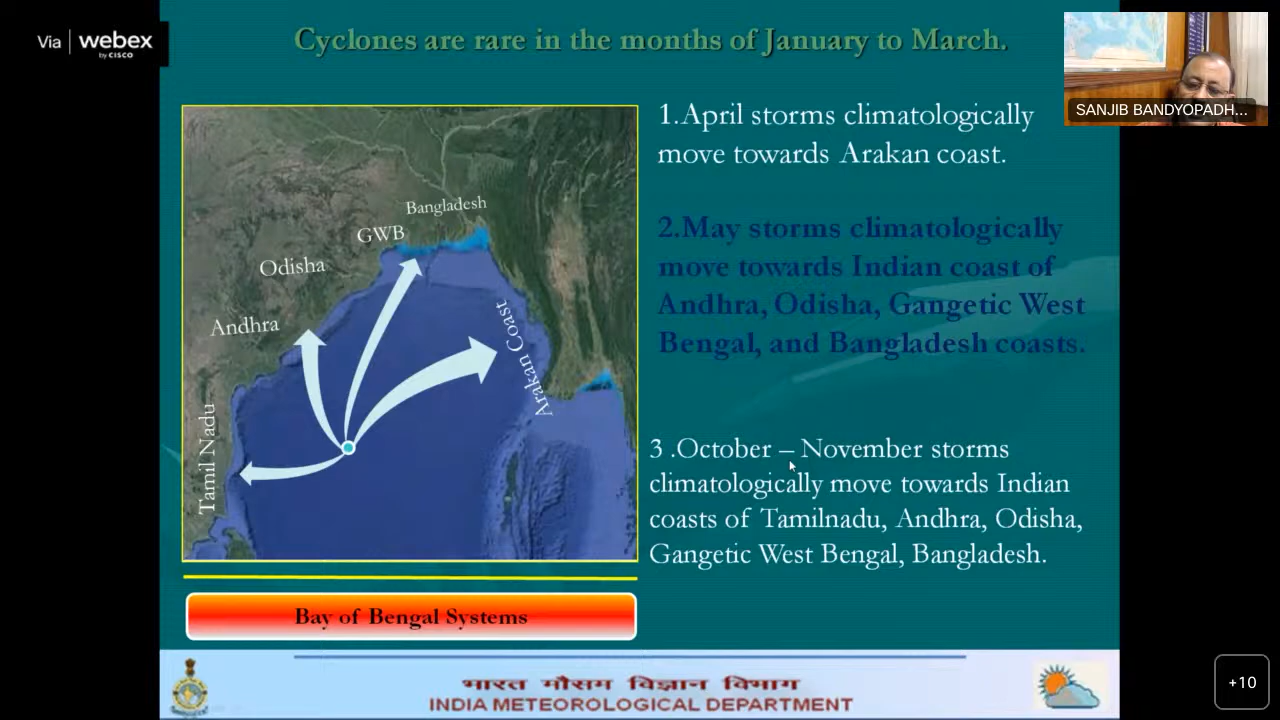 Via | webex
by CISCO
Cyclones are rare in the months of January to March.
SANJIB BANDYOPADH...
1.April storms climatologically
move towards Arakan coast.
2.May storms climatologically
move towards Indian coast of
Andhra, Odisha, Gangetic West
Bengal, and Bangladesh coasts.
3 .October – November storms
climatologically move towards Indian
coasts of Tamilnadu, Andhra, Odisha,
Gangetic West Bengal, Bangladesh.
Bangladesh
GWB
Odisha
Andhra
Arakan Coast
Tamil Nadu
Bay of Bengal Systems
भारत मौसम विज्ञान विभाग
INDIA METEOROLOGICAL DEPARTMENT
+10